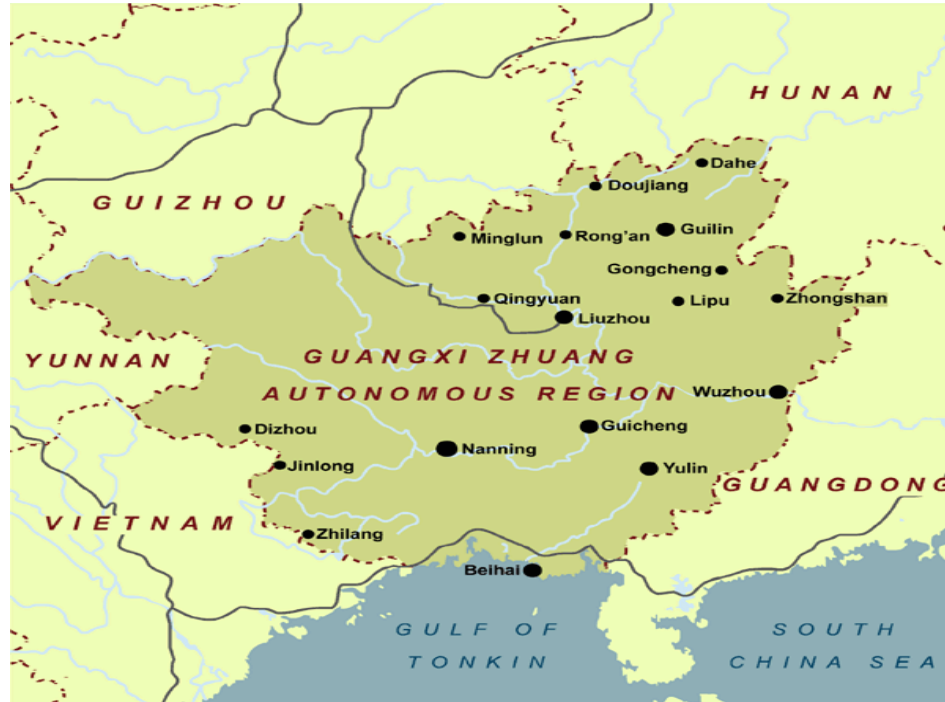 HUNAN
Dahe
Doujiang
GUIZHOU
Minglun
Rong'an
Guilin
Gongcheng
Qingyuan
Lipu
Zhongshan
Liuzhou
YUNNAN
GUANGXI ZHUANG
AUTONOMOUS REGION
Wuzhou
Dizhou
Guicheng
Nanning
Jinlong
Yulin
GUANGDONG
VIETNAM
Zhilang
Beihai
GULF OF
TONKIN
SOUTH
CHINA SEA